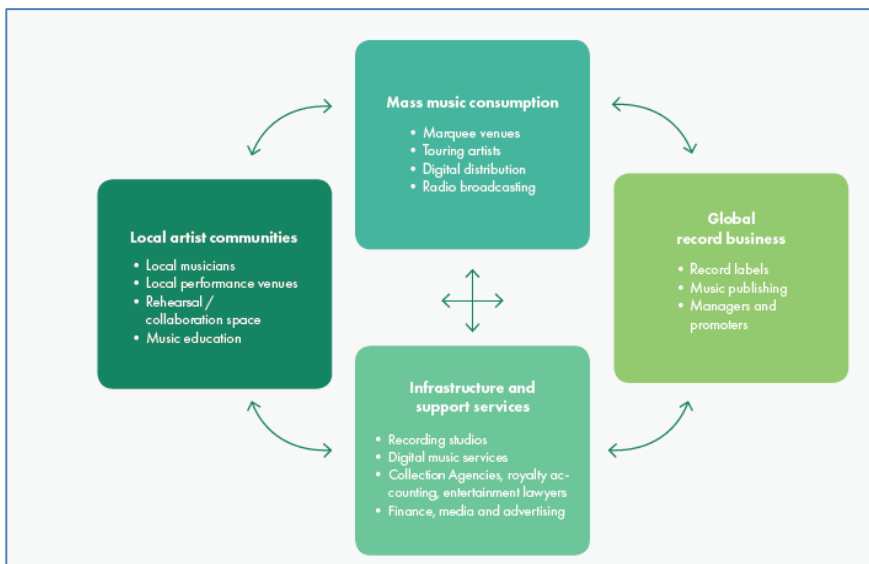 Mass music consumption
• Marquee venues
• Touring artists
• Digital distribution
• Radio broadcasting
Local artist communities
• Local musicians
• Local performance venues
• Rehearsal /
collaboration space
• Music education
Global
record business
• Record labels
• Music publishing
• Managers and
promoters
Infrastructure and
support services
• Recording studios
• Digital music services
• Collection Agencies, royalty ac-
counting, entertainment lawyers
• Finance, media and advertising